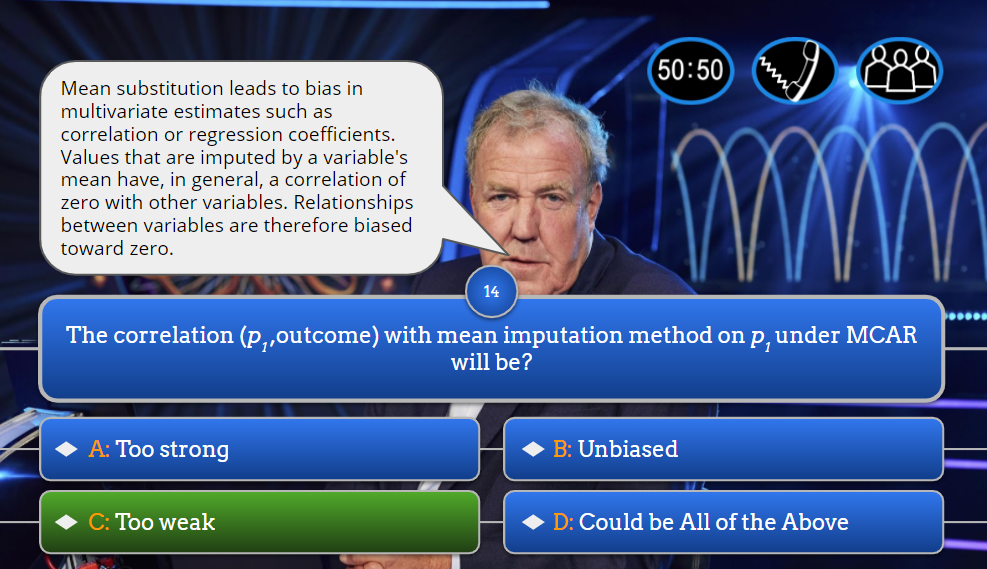 50:50
Mean substitution leads to bias in
multivariate estimates such as
correlation or regression coefficients.
Values that are imputed by a variable's
mean have, in general, a correlation of
zero with other variables. Relationships
between variables are therefore biased
toward zero.
14
The correlation (p₁,outcome) with mean imputation method on p₁ under MCAR
will be?
A: Too strong
B: Unbiased
C: Too weak
D: Could be All of the Above